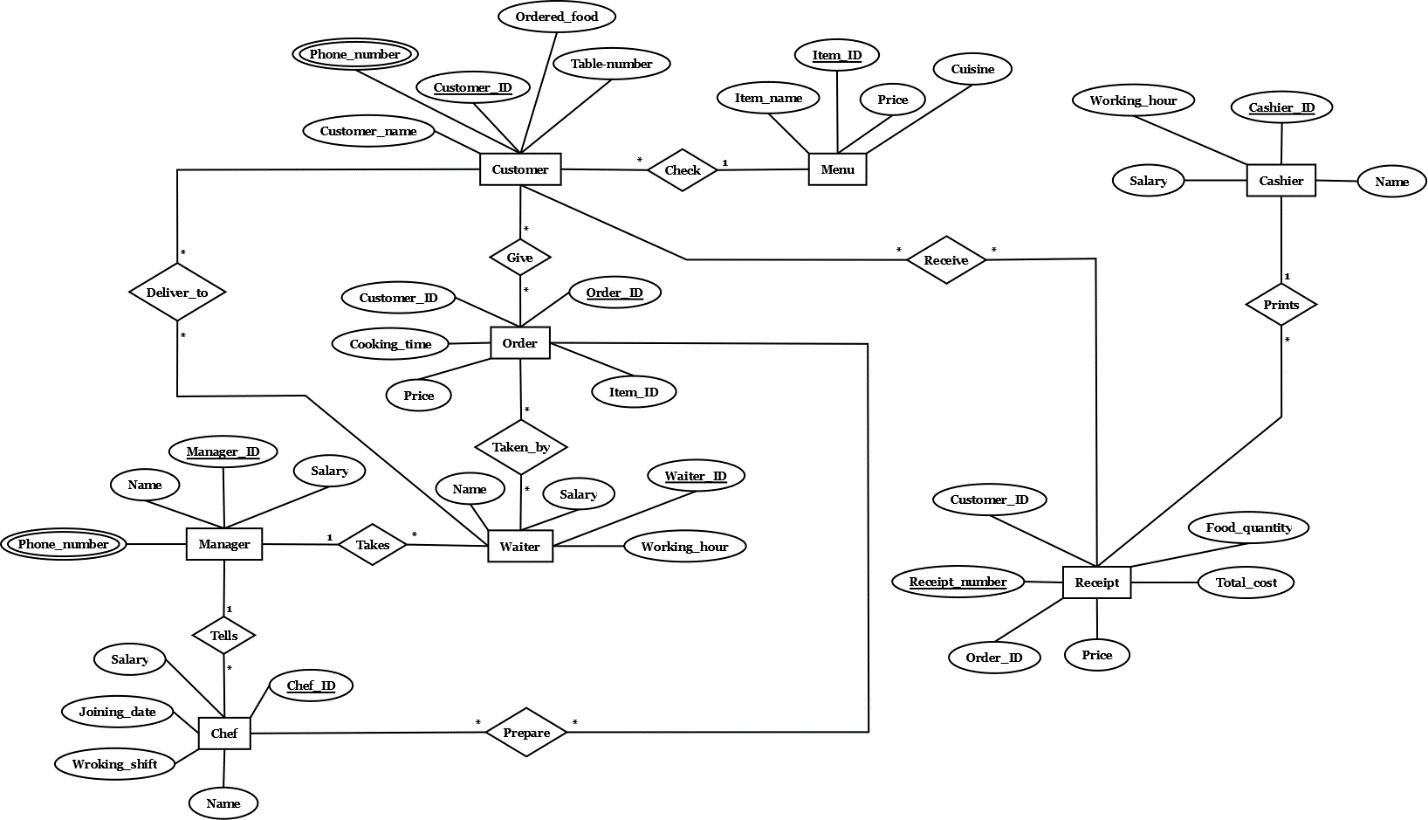 Ordered_food
Phone_number
Item_ID
Table-number
Cuisine
Customer_ID
Item_name
Price
Working_hour
Cashier_ID
Customer_name
Customer
*
Check
1
Menu
Salary
Cashier
Name
*
Give
*
Receive
*
*
Deliver_to
*
Customer_ID
Order_ID
1
Prints
*
*
Cooking_time
Order
Price
Item_ID
*
Taken_by
*
Manager_ID
Name
Salary
Name
Salary
Waiter_ID
Customer_ID
Food_quantity
Phone_number
Manager
1
Takes
*
Waiter
Working_hour
Receipt_number
Receipt
Total_cost
1
Tells
*
Order_ID
Price
Salary
Chef_ID
Joining_date
Chef
*
Prepare
*
Wroking_shift
Name